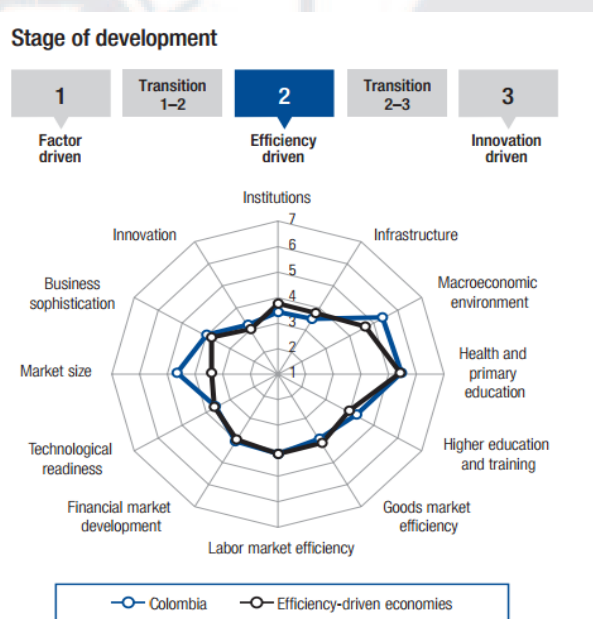 Stage of development
1
Transition
1–2
2
Transition
2–3
3
Factor
driven
Efficiency
driven
Innovation
driven
Institutions
Infrastructure
Macroeconomic
environment
Health and
primary
education
Higher education
and training
Goods market
efficiency
Labor market efficiency
Financial market
development
Technological
readiness
Market size
Business
sophistication
Innovation
7
6
5
4
3
2
1
Colombia
Efficiency-driven economies